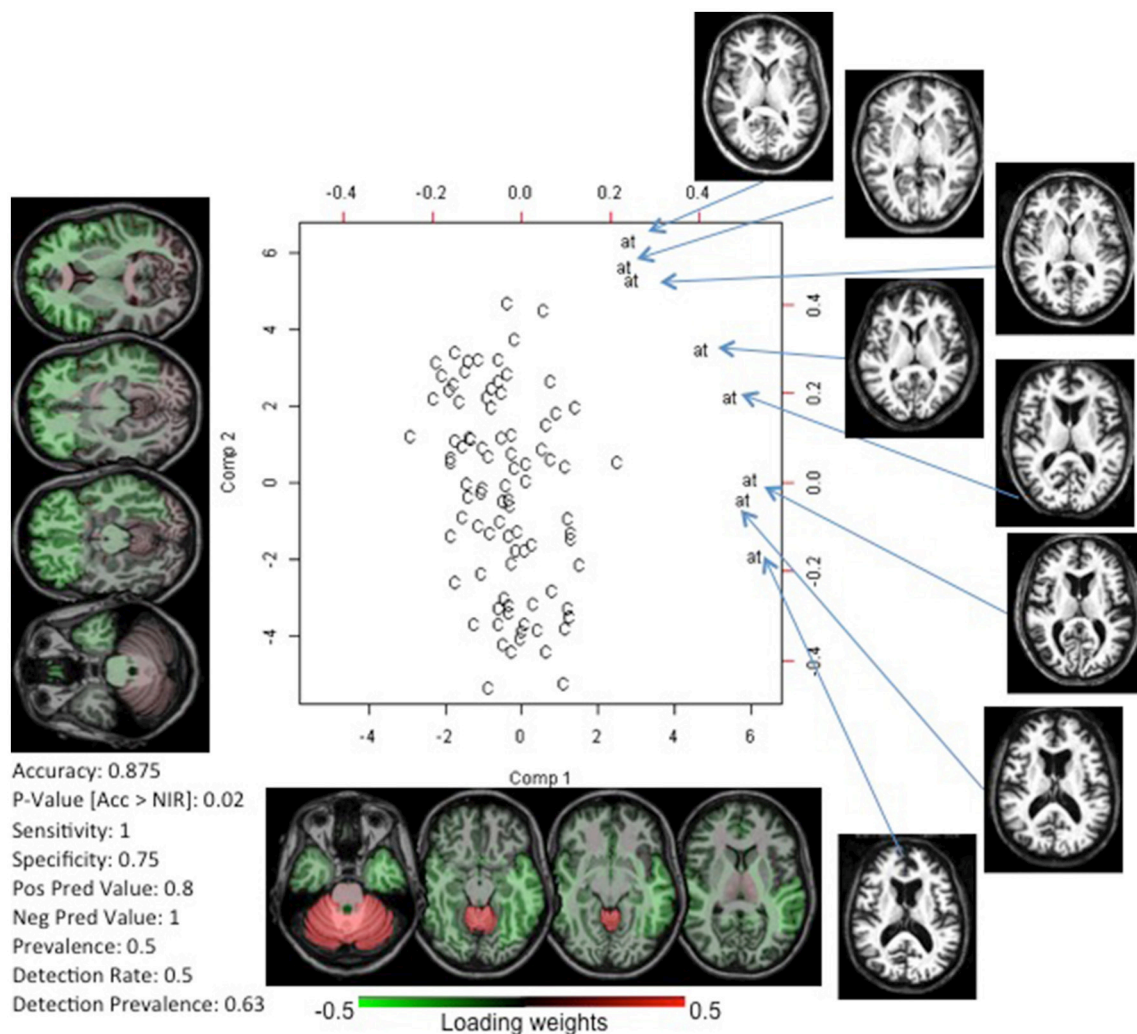 -0.4 -0.2 0.0 0.2 0.4
at
at
6
at
C
0.4
C
4
C
at
C
0.2
at
2
Comp 2
C
0
at
0.0
at
-2
at
-0.2
-4
-0.4
-4 -2 0 2 4 6
Comp 1
Accuracy: 0.875
P-Value [Acc > NIR]: 0.02
Sensitivity: 1
Specificity: 0.75
Pos Pred Value: 0.8
Neg Pred Value: 1
Prevalence: 0.5
Detection Rate: 0.5
Detection Prevalence: 0.63
-0.5 0.5
Loading weights